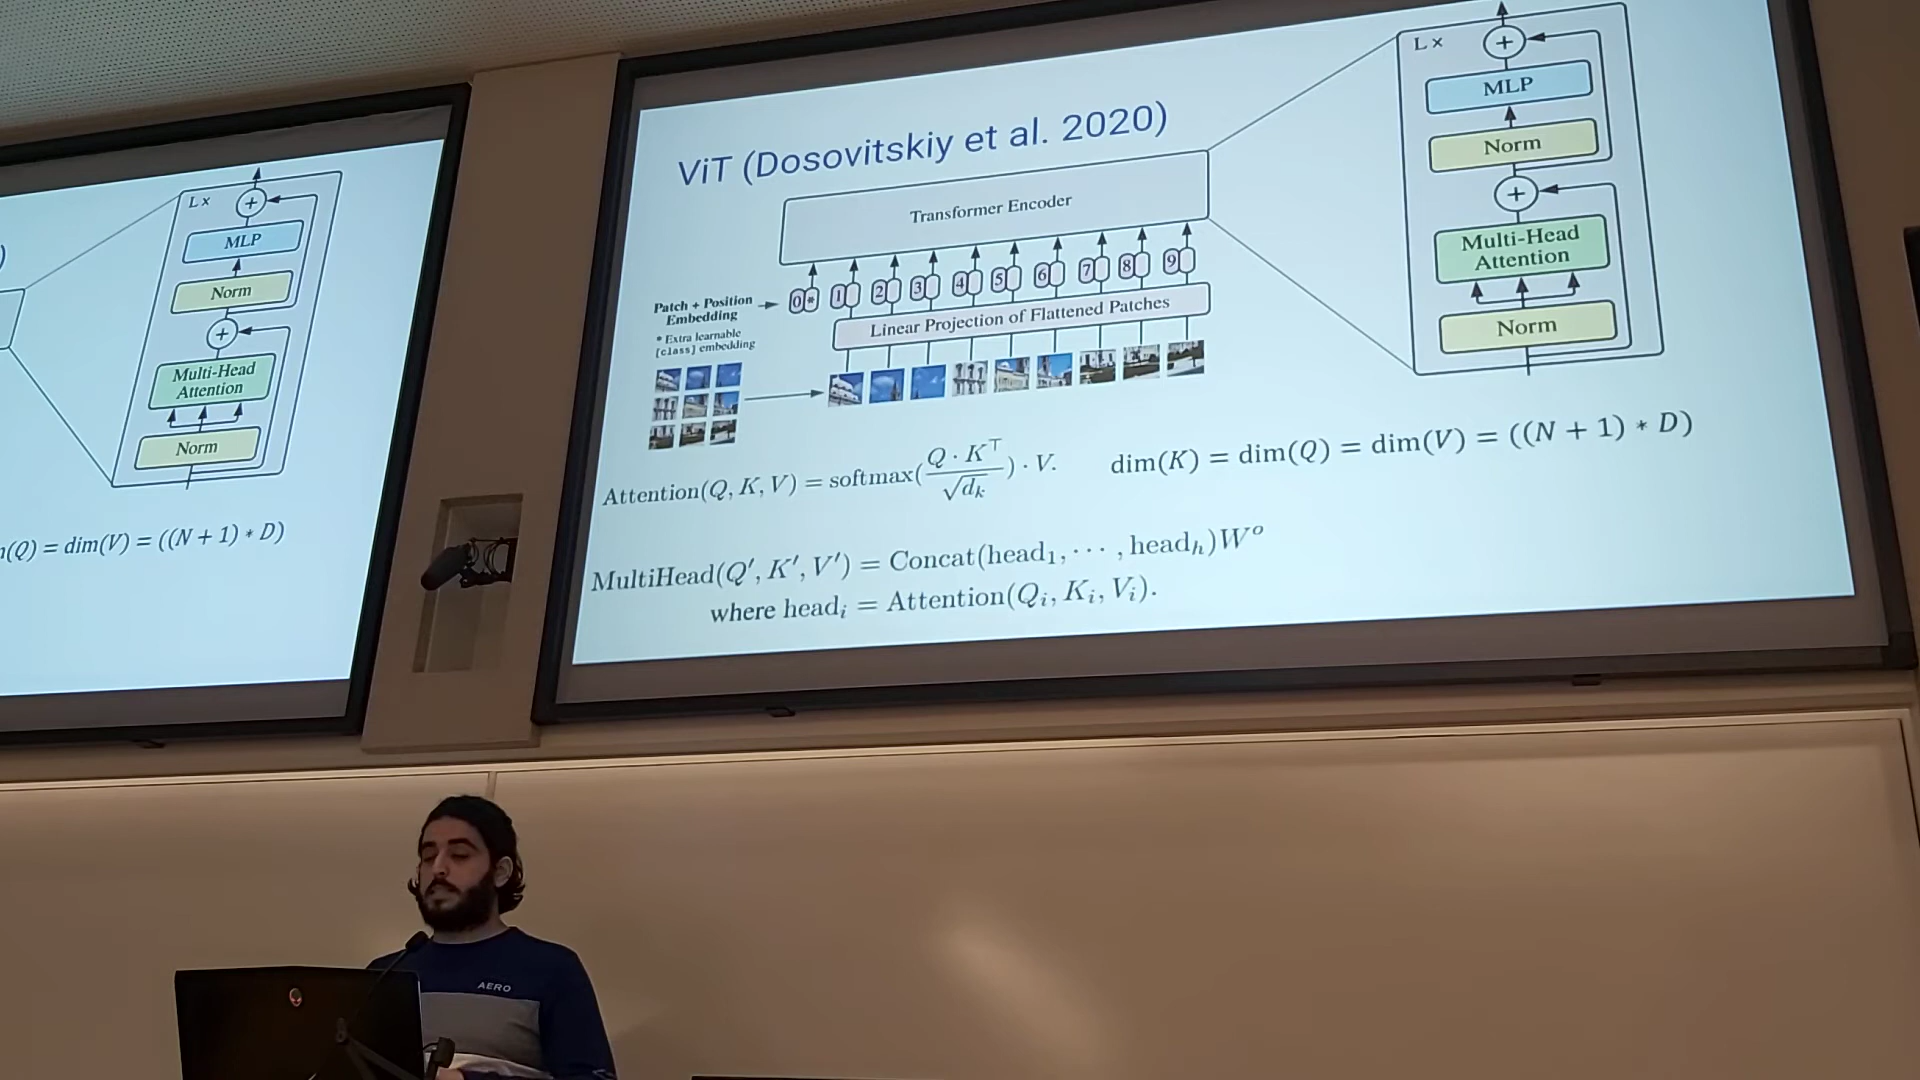 )
L ×
+
MLP
Norm
+
Multi-Head
Attention
Norm
(Q) = dim(V) = ((N + 1) * D)
ViT (Dosovitskiy et al. 2020)
Transformer Encoder
Patch + Position
Embedding
0* 1 2 3 4 5 6 7 8 9
* Extra learnable
[class] embedding
Linear Projection of Flattened Patches
L ×
+
MLP
Norm
+
Multi-Head
Attention
Norm
Attention(Q, K, V) = softmax(Q · K⊤ / √dk) · V.
dim(K) = dim(Q) = dim(V) = ((N + 1) * D)
MultiHead(Q′, K′, V′) = Concat(head1, · · · , headh)Wo
where headi = Attention(Qi, Ki, Vi).
AERO